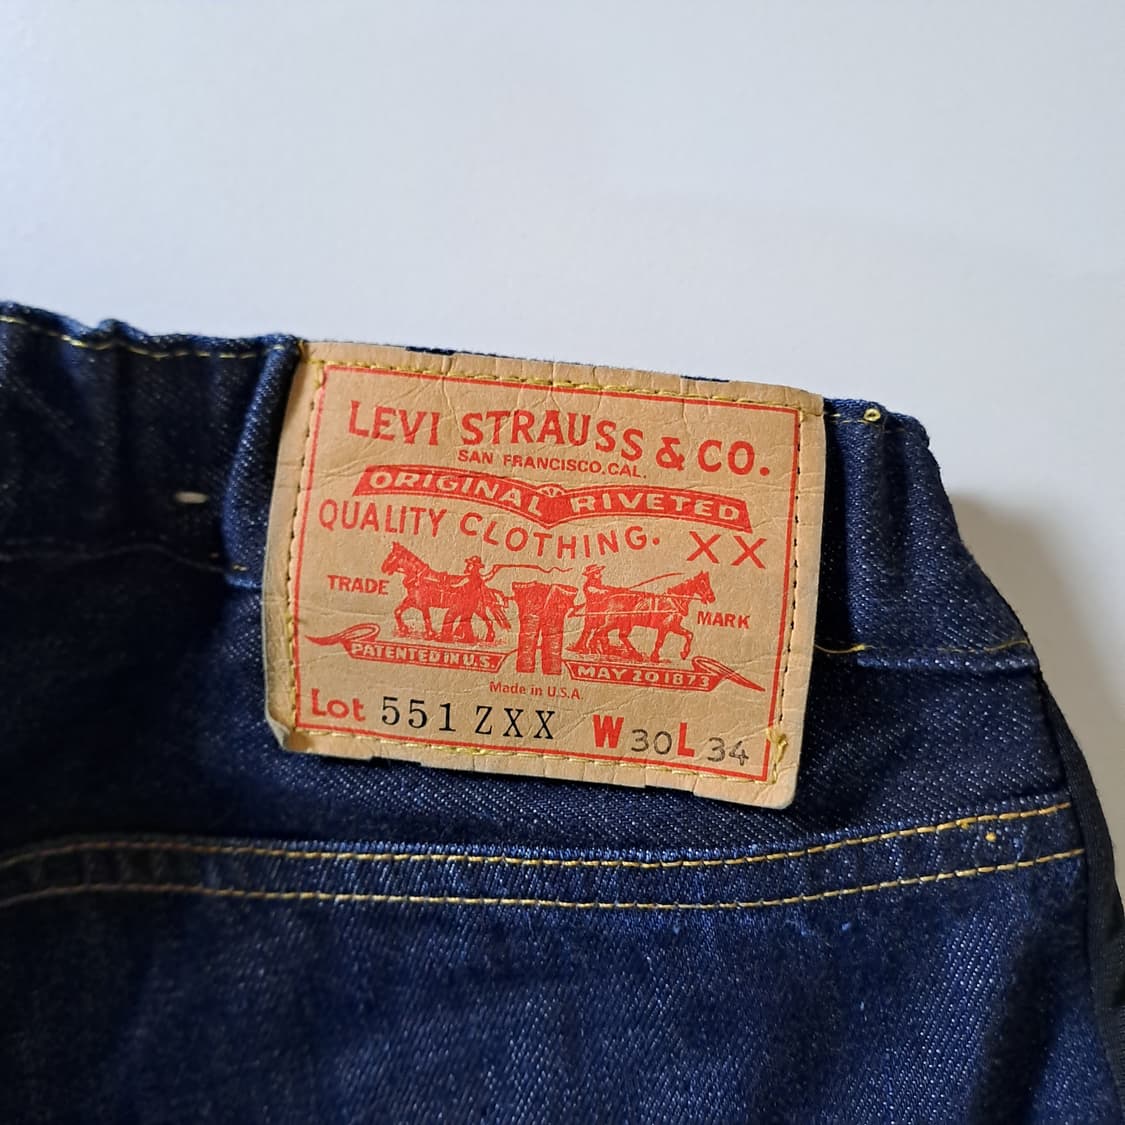 LEVI STRAUSS & CO.
SAN FRANCISCO.CAL.
ORIGINAL RIVETED
QUALITY CLOTHING. XX
TRADE MARK
PATENTED IN U.S. MAY 20 1873
Made in U.S.A.
Lot 551 ZXX W 30 L 34